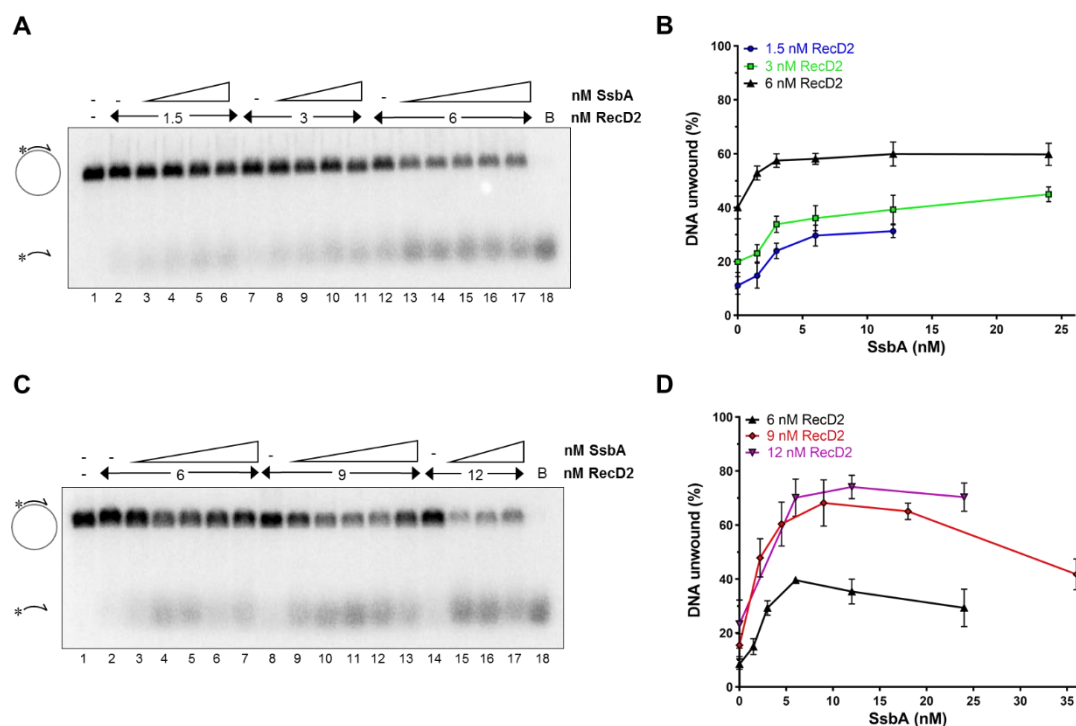 A
- - - - nM SsbA
- 1.5 3 6 B nM RecD2
*
*
1 2 3 4 5 6 7 8 9 10 11 12 13 14 15 16 17 18
B
1.5 nM RecD2
3 nM RecD2
6 nM RecD2
DNA unwound (%)
100
80
60
40
20
0
0 5 10 15 20 25
SsbA (nM)
C
- - - - nM SsbA
- 6 9 12 B nM RecD2
*
*
1 2 3 4 5 6 7 8 9 10 11 12 13 14 15 16 17 18
D
6 nM RecD2
9 nM RecD2
12 nM RecD2
DNA unwound (%)
100
80
60
40
20
0
0 5 10 15 20 25 30 35
SsbA (nM)